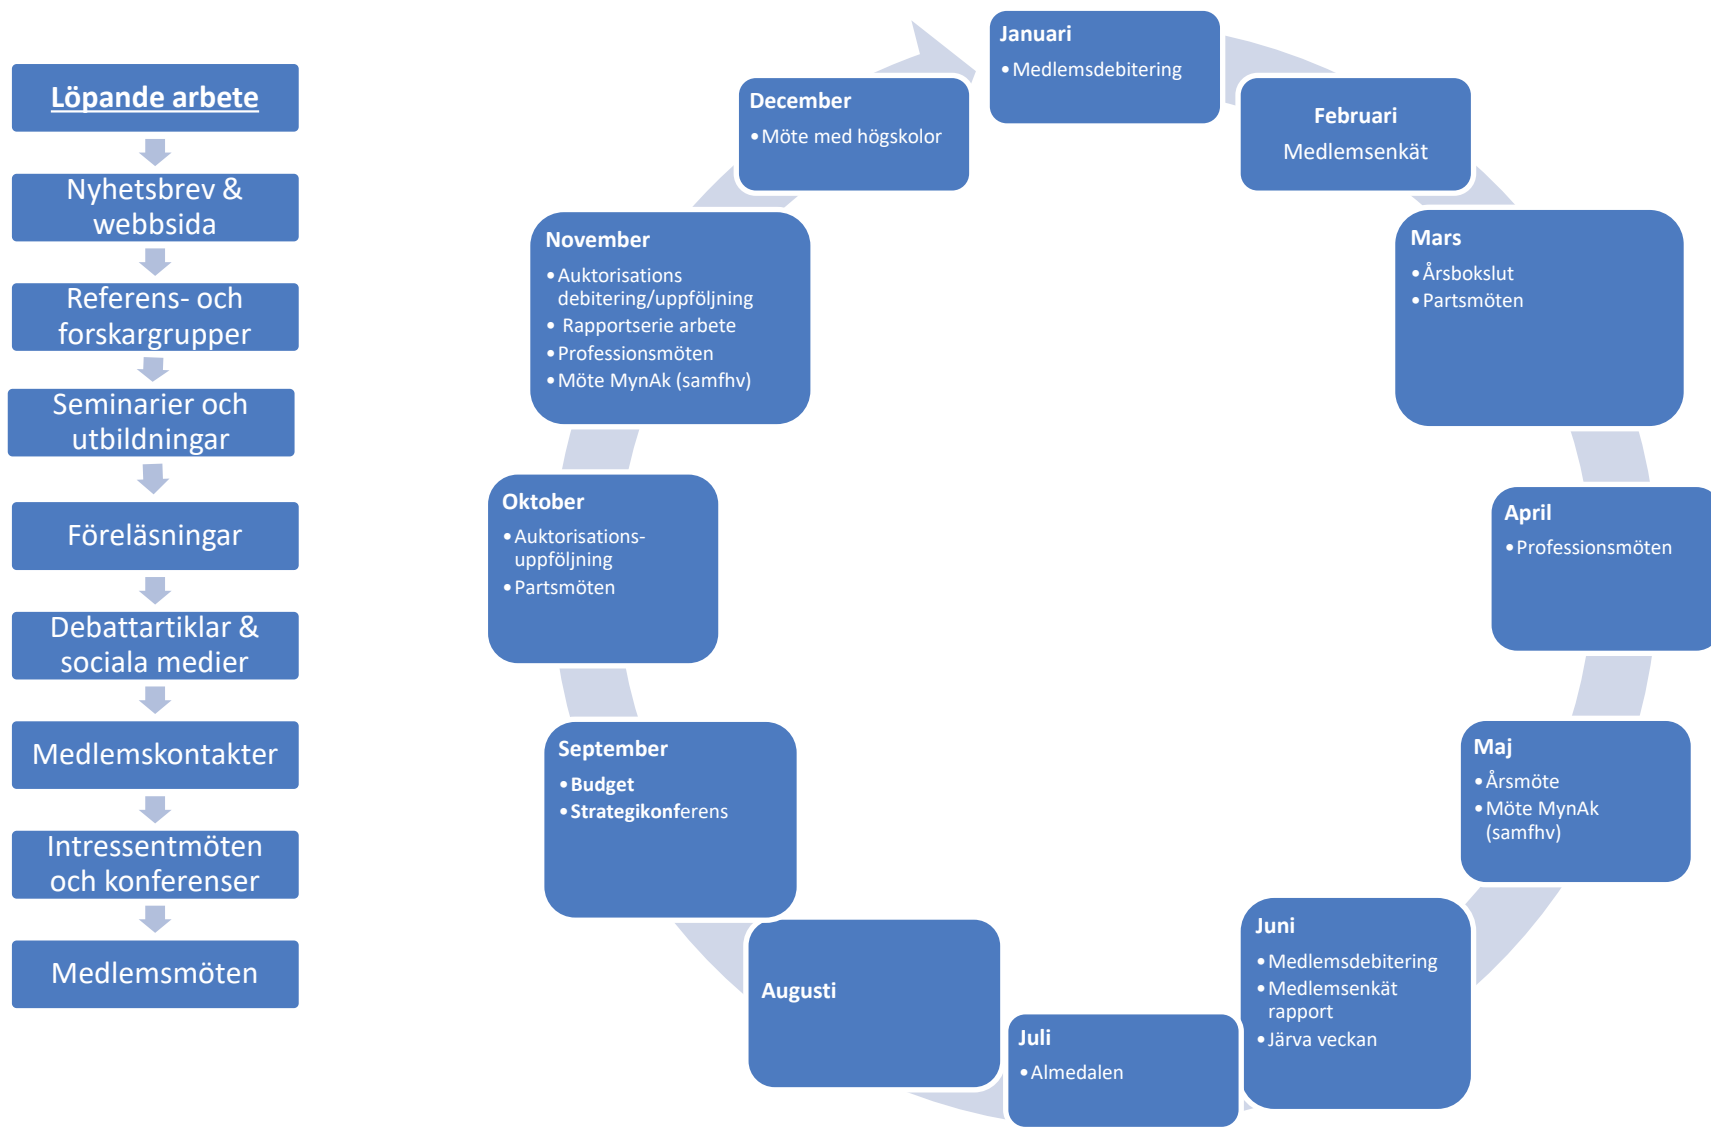 Löpande arbete
Nyhetsbrev &
webbsida
Referens- och
forskargrupper
Seminarier och
utbildningar
Föreläsningar
Debattartiklar &
sociala medier
Medlemskontakter
Intressentmöten
och konferenser
Medlemsmöten
Januari
• Medlemsdebitering
Februari
Medlemsenkät
Mars
• Årsbokslut
• Partsmöten
April
• Professionsmöten
Maj
• Årsmöte
• Möte MynAk
(samfhv)
Juni
• Medlemsdebitering
• Medlemsenkät
rapport
• Järva veckan
Juli
• Almedalen
Augusti
September
• Budget
• Strategikonferens
Oktober
• Auktorisations-
uppföljning
• Partsmöten
November
• Auktorisations
debitering/uppföljning
• Rapportserie arbete
• Professionsmöten
• Möte MynAk (samfhv)
December
• Möte med högskolor